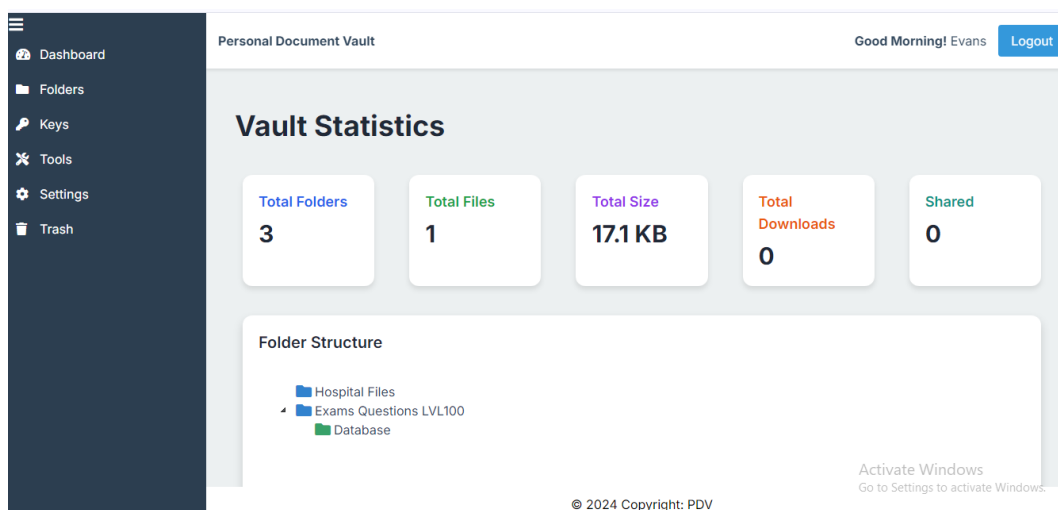 Dashboard
Folders
Keys
Tools
Settings
Trash
Personal Document Vault
Good Morning! Evans
Logout
Vault Statistics
Total Folders
3
Total Files
1
Total Size
17.1 KB
Total
Downloads
0
Shared
0
Folder Structure
Hospital Files
Exams Questions LVL100
Database
Activate Windows
Go to Settings to activate Windows.
© 2024 Copyright: PDV